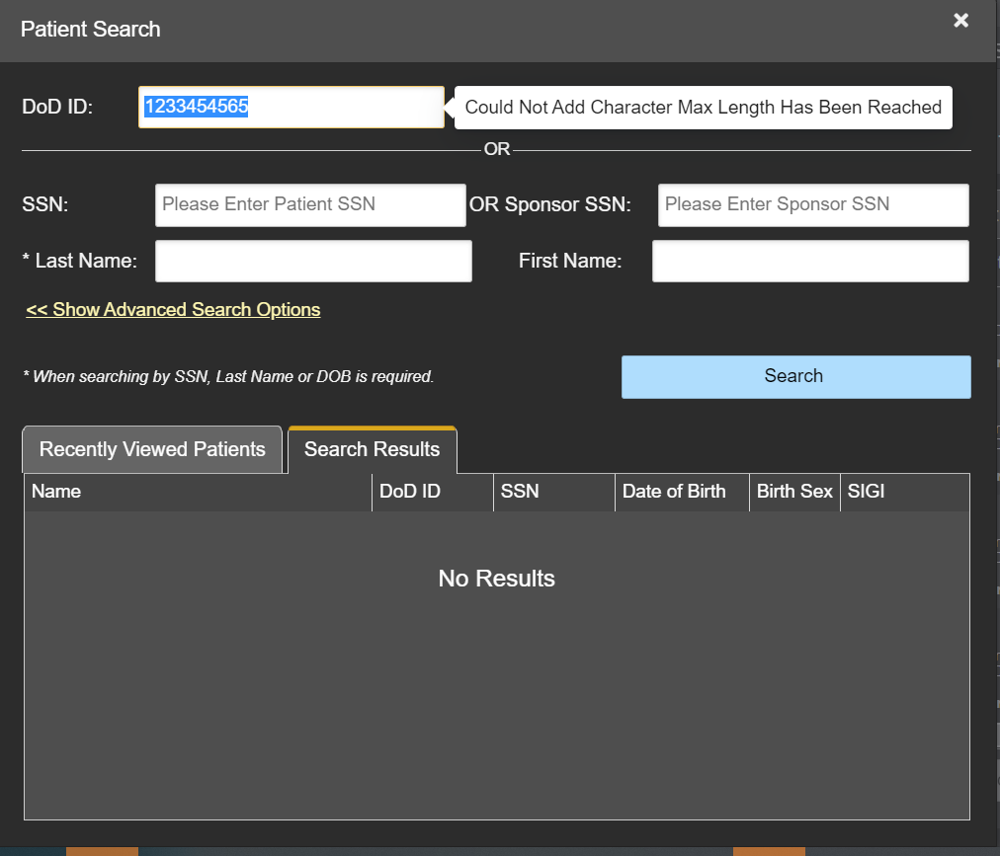 Patient Search
DoD ID: 1233454565 Could Not Add Character Max Length Has Been Reached
OR
SSN: Please Enter Patient SSN OR Sponsor SSN: Please Enter Sponsor SSN
* Last Name: First Name:
<< Show Advanced Search Options
* When searching by SSN, Last Name or DOB is required. Search
Recently Viewed Patients Search Results
Name DoD ID SSN Date of Birth Birth Sex SIGI
No Results